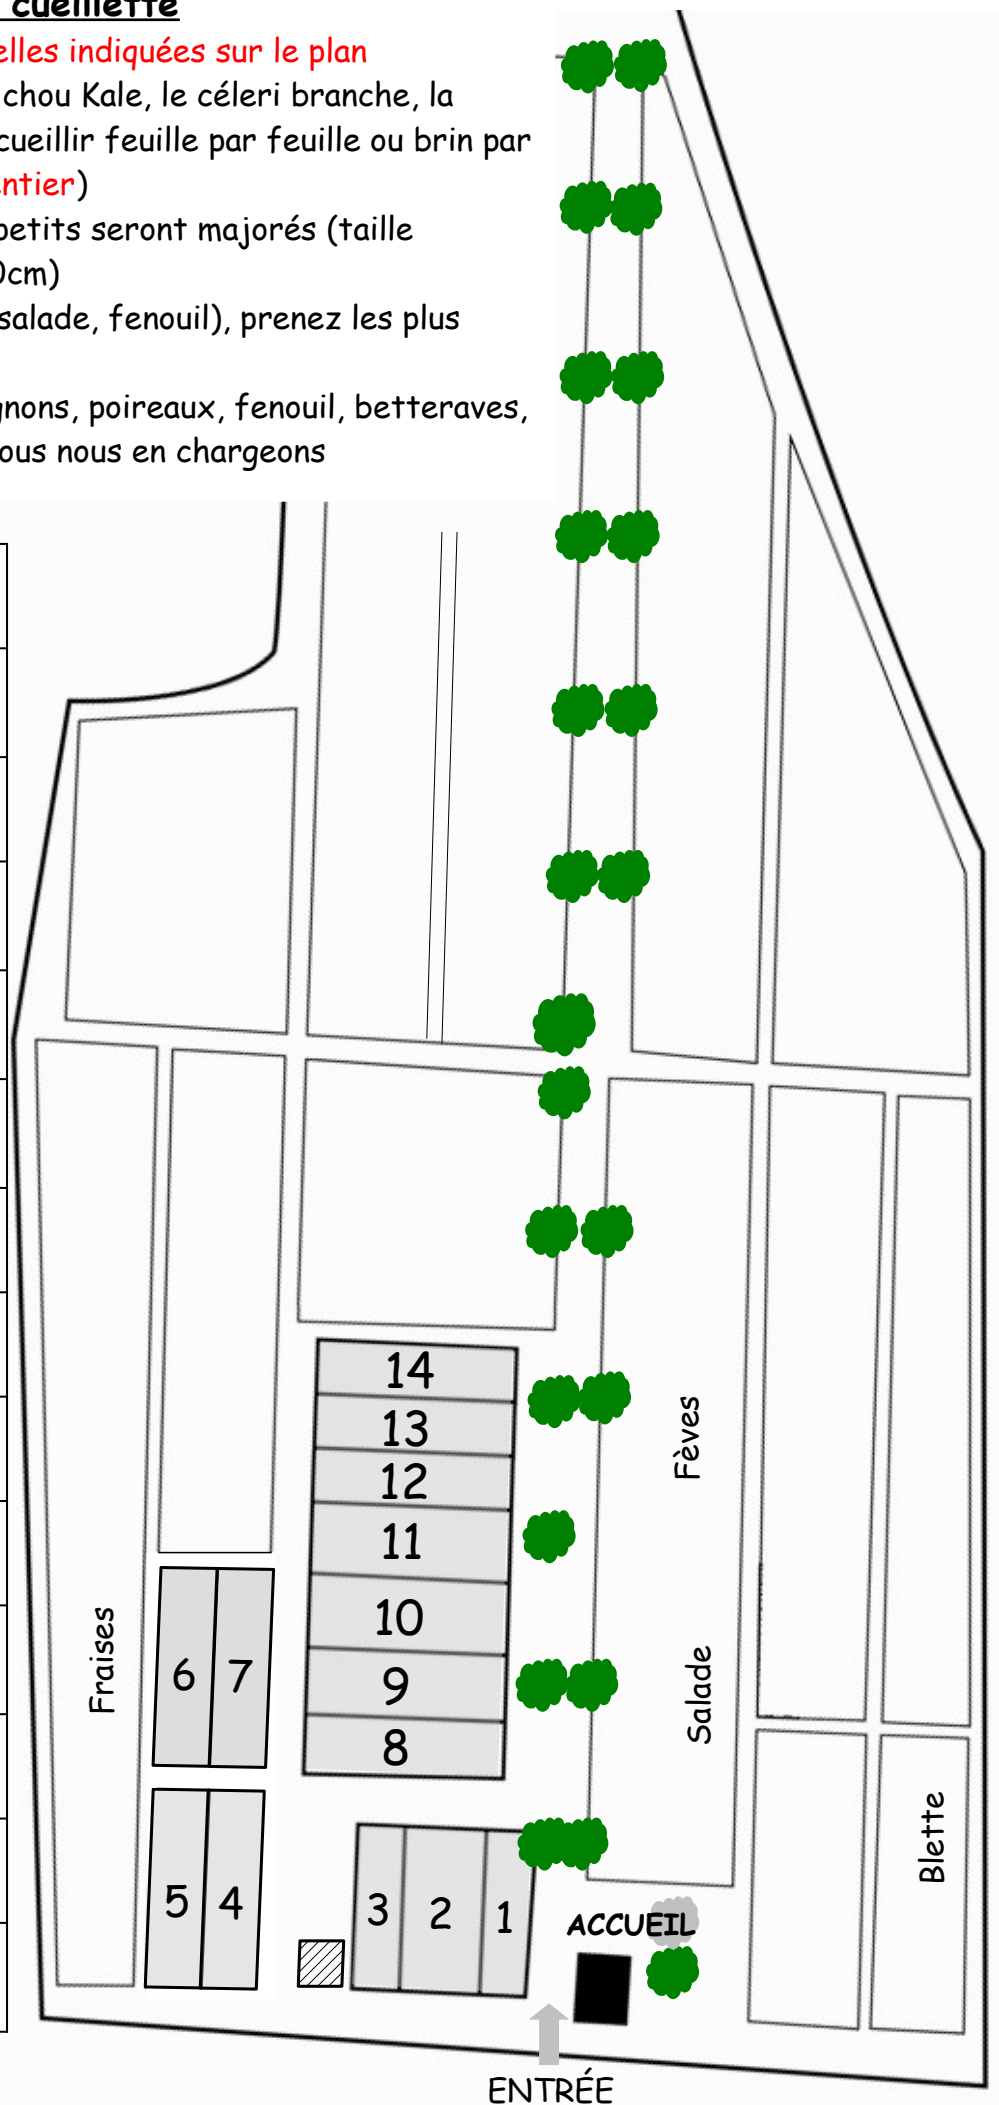 cueillette
elles indiquées sur le plan
chou Kale, le céleri branche, la
cueillir feuille par feuille ou brin par
entier)
petits seront majorés (taille
0cm)
salade, fenouil), prenez les plus
gnons, poireaux, fenouil, betteraves,
ous nous en chargeons
14
13
12
11
10
9
8
Fèves
Salade
Fraises
6 7
5 4
3 2 1
Blette
ACCUEIL
ENTRÉE